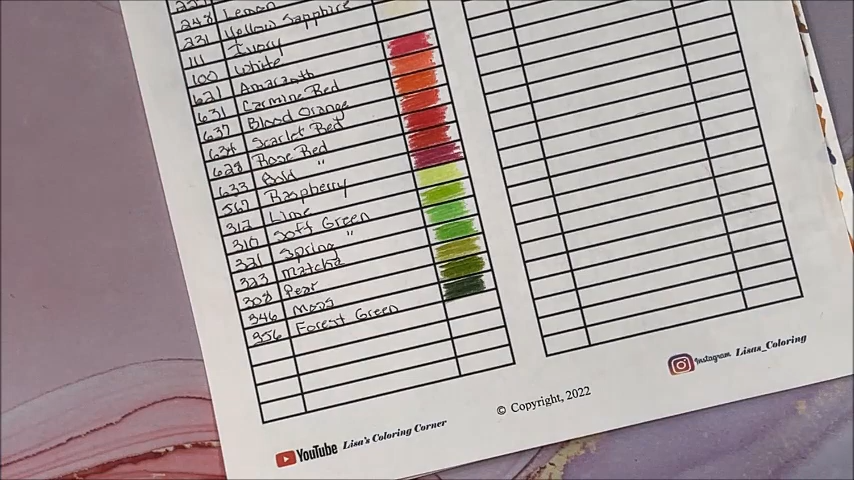 248 Lemon
231 Yellow Sapphire
111 Ivory
100 White
621 Amaranth
631 Carmine Red
637 Blood Orange
634 Scarlet Red
628 Rose Red
633 Bold "
567 Raspberry
312 Lime
310 Soft Green
321 Spring "
323 Matcha
308 Pear
346 Moss
356 Forest Green
YouTube Lisa's Coloring Corner
© Copyright, 2022
Instagram Lisas_Coloring